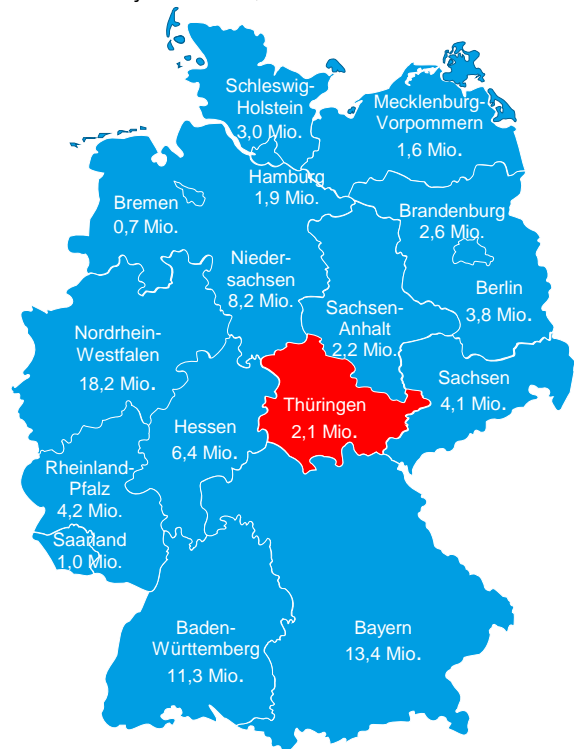 Schleswig-
Holstein
3,0 Mio.
Mecklenburg-
Vorpommern
1,6 Mio.
Hamburg
1,9 Mio.
Bremen
0,7 Mio.
Brandenburg
2,6 Mio.
Nieder-
sachsen
8,2 Mio.
Berlin
3,8 Mio.
Sachsen-
Anhalt
2,2 Mio.
Nordrhein-
Westfalen
18,2 Mio.
Sachsen
4,1 Mio.
Thüringen
2,1 Mio.
Hessen
6,4 Mio.
Rheinland-
Pfalz
4,2 Mio.
Saarland
1,0 Mio.
Baden-
Württemberg
11,3 Mio.
Bayern
13,4 Mio.